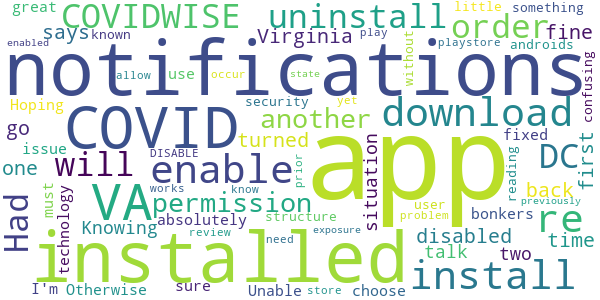 great COVIDWISE uninstall order little something
says known Virginia play playstore androids fine
enabled notifications without confusing
Hoping allow use occur state security yet
go COVID another download fixed
issue turned situation first
one will DISABLE enable prior app reading DC
Had technology must VA permission works know user back bonkers
Knowing absolutely structure problem previously re
review need exposure disabled time
installed talk two
I'm Otherwise sure Unable store choose install